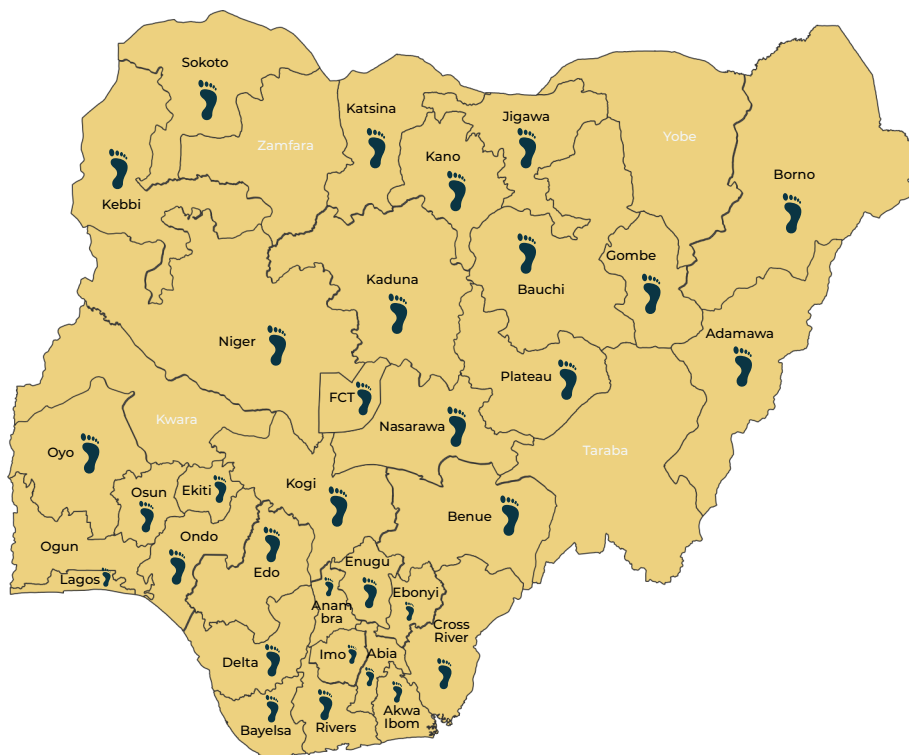 Sokoto
Katsina
Jigawa
Zamfara
Yobe
Kano
Borno
Kebbi
Gombe
Kaduna
Bauchi
Adamawa
Niger
Plateau
FCT
Kwara
Nasarawa
Taraba
Oyo
Ekiti
Kogi
Osun
Benue
Ondo
Ogun
Enugu
Edo
Lagos
Ebonyi
Anam
bra
Cross
River
Imo
Abia
Delta
Akwa
Ibom
Rivers
Bayelsa